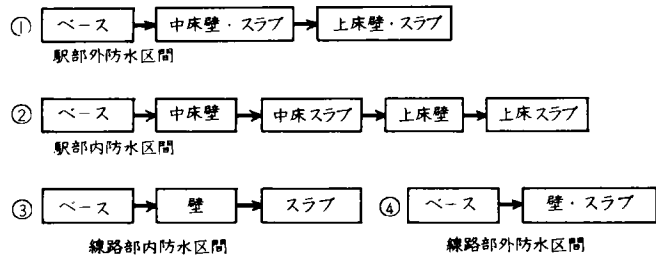 ① ベース → 中床壁・スラブ → 上床壁・スラブ
駅部外防水区間
② ベース → 中床壁 → 中床スラブ → 上床壁 → 上床スラブ
駅部内防水区間
③ ベース → 壁 → スラブ ④ ベース → 壁・スラブ
線路部内防水区間 線路部外防水区間